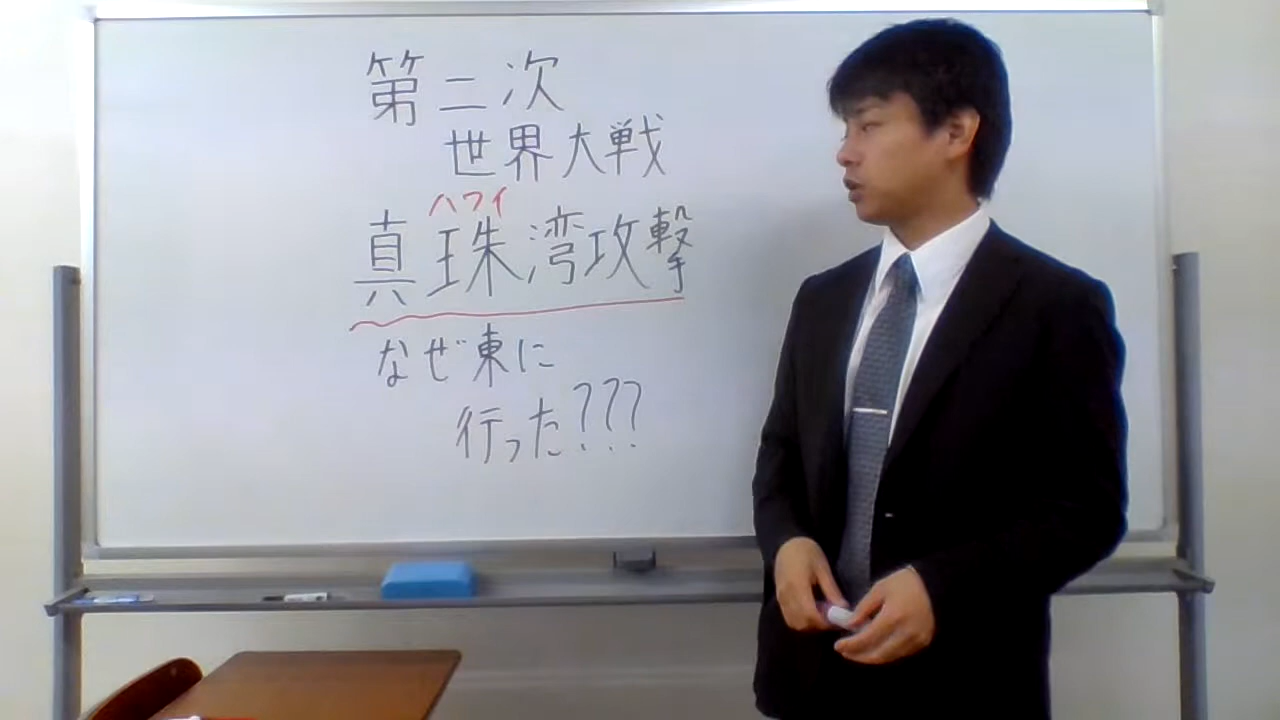 第二次
世界大戦
ハワイ
真珠湾攻撃
なぜ東に
行った???